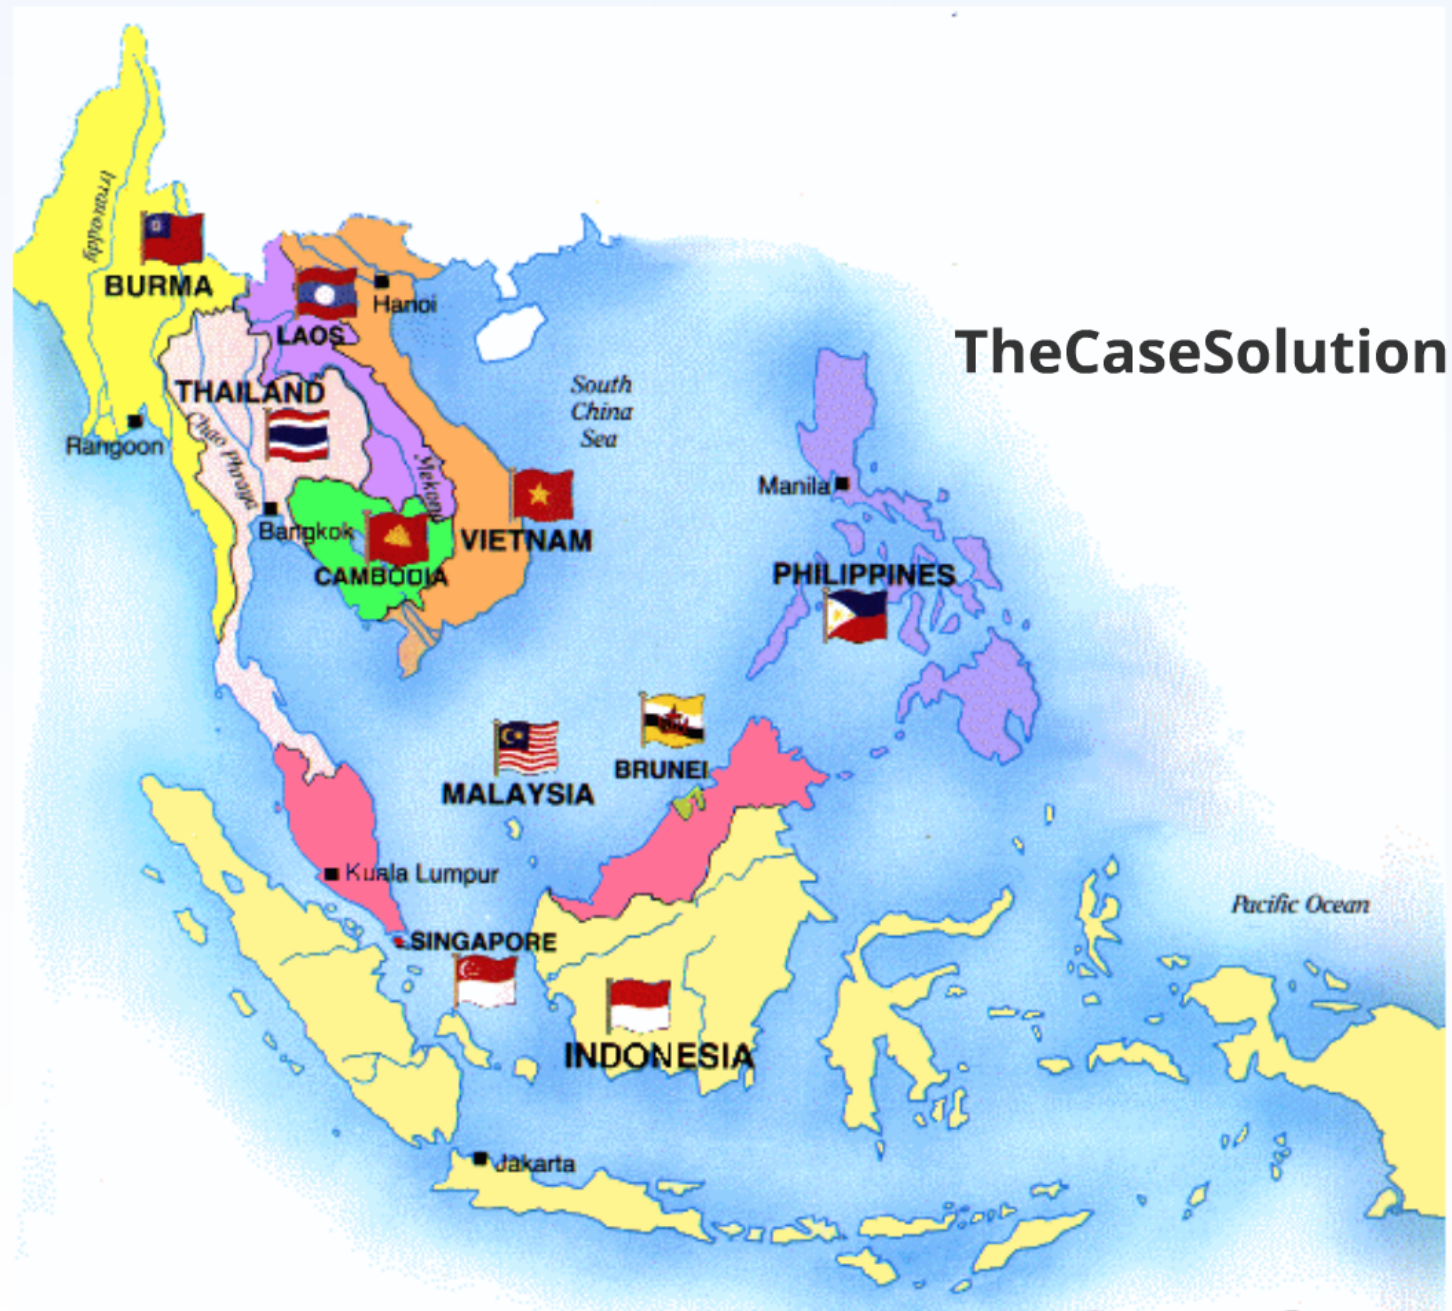 Irrawaddy
BURMA
Hanoi
LAOS
TheCaseSolution
THAILAND
South
China
Sea
Rangoon
Chao Phraya
Mekong
Manila
Bangkok
VIETNAM
CAMBODIA
PHILIPPINES
BRUNEI
MALAYSIA
Kuala Lumpur
Pacific Ocean
SINGAPORE
INDONESIA
Jakarta